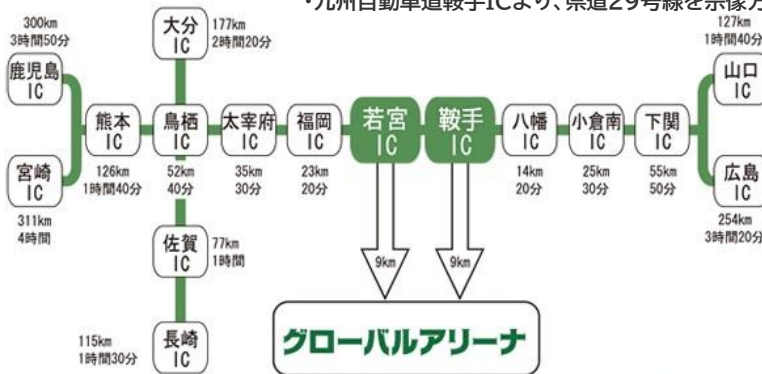 ・九州自動車道鞍手ICより、県道29号線を宗像方
300km
3時間50分
鹿児島
IC
大分
IC
177km
2時間20分
127km
1時間40分
山口
IC
熊本
IC
126km
1時間40分
鳥栖
IC
52km
40分
太宰府
IC
35km
30分
福岡
IC
23km
20分
若宮
IC
鞍手
IC
八幡
IC
14km
20分
小倉南
IC
25km
30分
下関
IC
55km
50分
宮崎
IC
311km
4時間
広島
IC
254km
3時間20分
佐賀
IC
77km
1時間
9km
9km
グローバルアリーナ
115km
1時間30分
長崎
IC